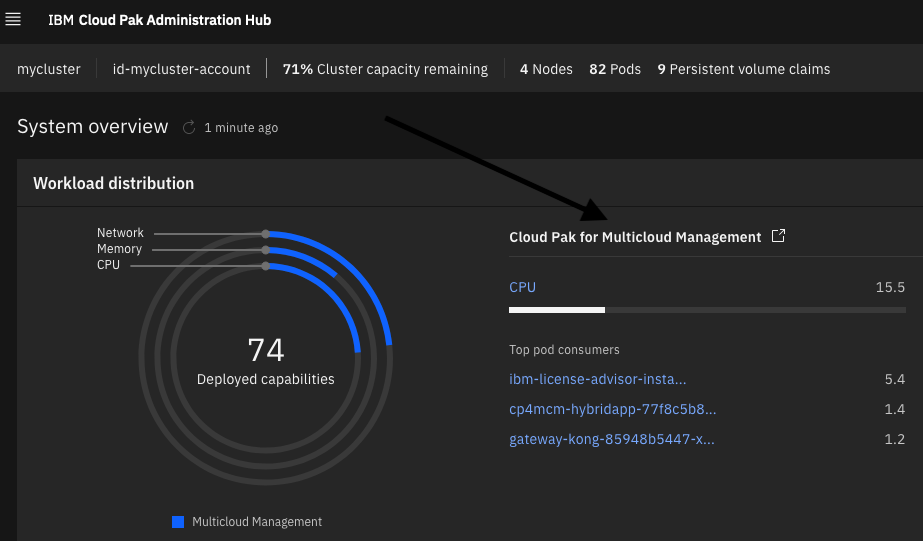 IBM Cloud Pak Administration Hub
mycluster id-mycluster-account 71% Cluster capacity remaining 4 Nodes 82 Pods 9 Persistent volume claims
System overview 1 minute ago
Workload distribution
Network
Memory
CPU
74
Deployed capabilities
Multicloud Management
Cloud Pak for Multicloud Management
CPU 15.5
Top pod consumers
ibm-license-advisor-insta... 5.4
cp4mcm-hybridapp-77f8c5b8... 1.4
gateway-kong-85948b5447-x... 1.2